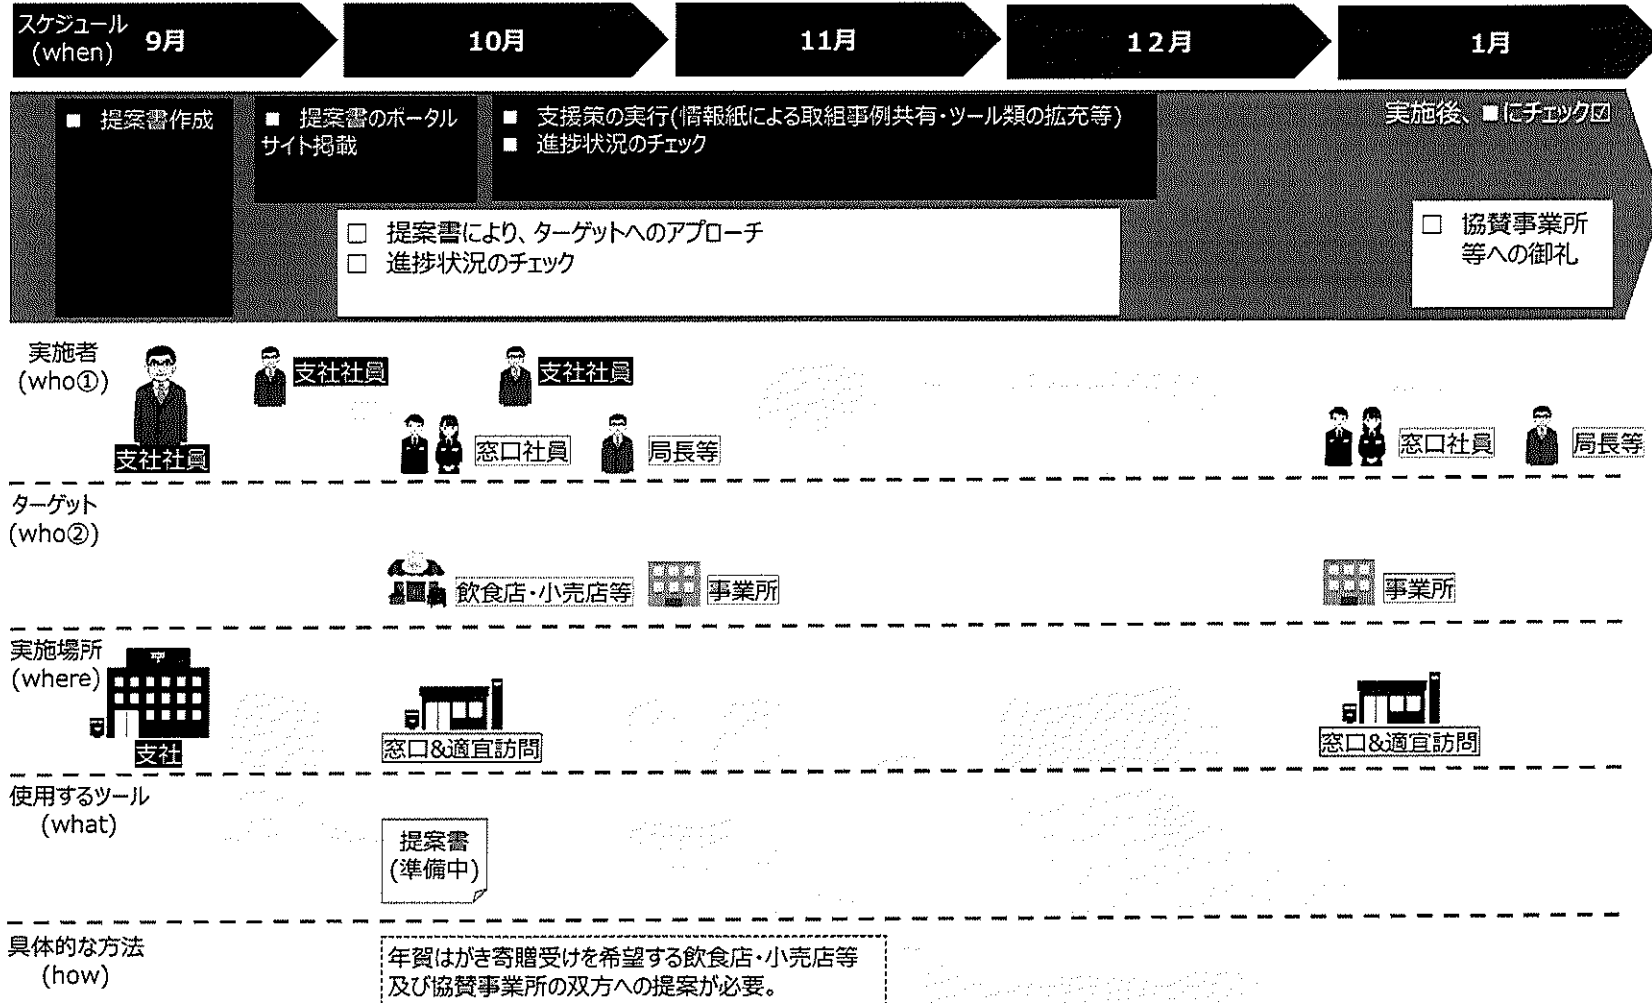 スケジュール
(when)
9月
10月
11月
12月
1月
■ 提案書作成
■ 提案書のポータル
サイト掲載
■ 支援策の実行(情報紙による取組事例共有・ツール類の拡充等)
■ 進捗状況のチェック
実施後、■にチェック☑
□ 提案書により、ターゲットへのアプローチ
□ 進捗状況のチェック
□ 協賛事業所
等への御礼
実施者
(who①)
支社社員
支社社員
支社社員
窓口社員
局長等
窓口社員
局長等
ターゲット
(who②)
飲食店・小売店等
事業所
事業所
実施場所
(where)
〒
支社
窓口&適宜訪問
窓口&適宜訪問
使用するツール
(what)
提案書
(準備中)
具体的な方法
(how)
年賀はがき寄贈受けを希望する飲食店・小売店等
及び協賛事業所の双方への提案が必要。